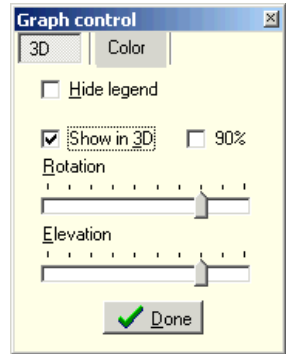 Graph control
3D Color
Hide legend
Show in 3D 90%
Rotation
Elevation
Done